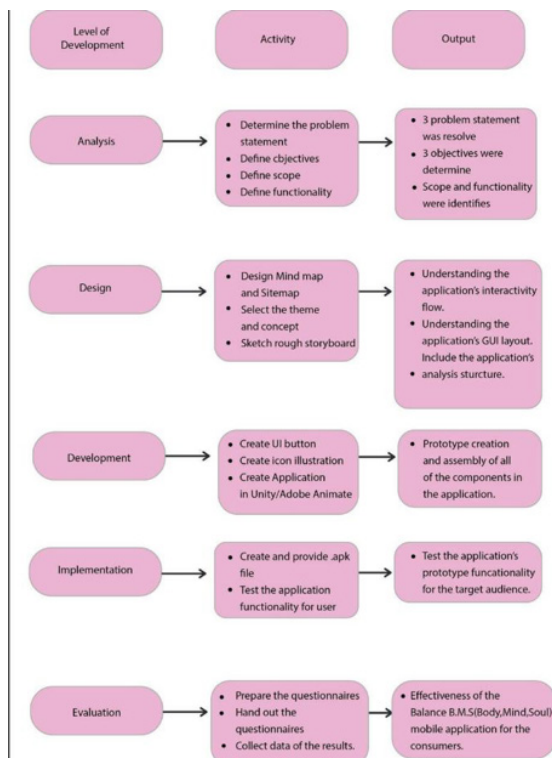 Level of
Development
Activity
Output
Analysis
• Determine the problem
statement
• Define cbjectives
• Define scope
• Define functionality
• 3 problem statement
was resolve
• 3 objectives were
determine
• Scope and functionality
were identifies
Design
• Design Mind map
and Sitemap
• Select the theme
and concept
• Sketch rough storyboard
• Understanding the
application's interactivity
flow.
• Understanding the
application's GUI layout.
Include the application's
• analysis sturcture.
Development
• Create UI button
• Create icon illustration
• Create Application
in Unity/Adobe Animate
• Prototype creation
and assembly of all
of the components in
the application.
Implementation
• Create and provide .apk
file
• Test the application
functionality for user
• Test the application's
prototype funcationality
for the target audience.
Evaluation
• Prepare the questionnaires
• Hand out the
questionnaires
• Collect data of the results.
• Effectiveness of the
Balance B.M.S(Body,Mind,Soul)
mobile application for the
consumers.